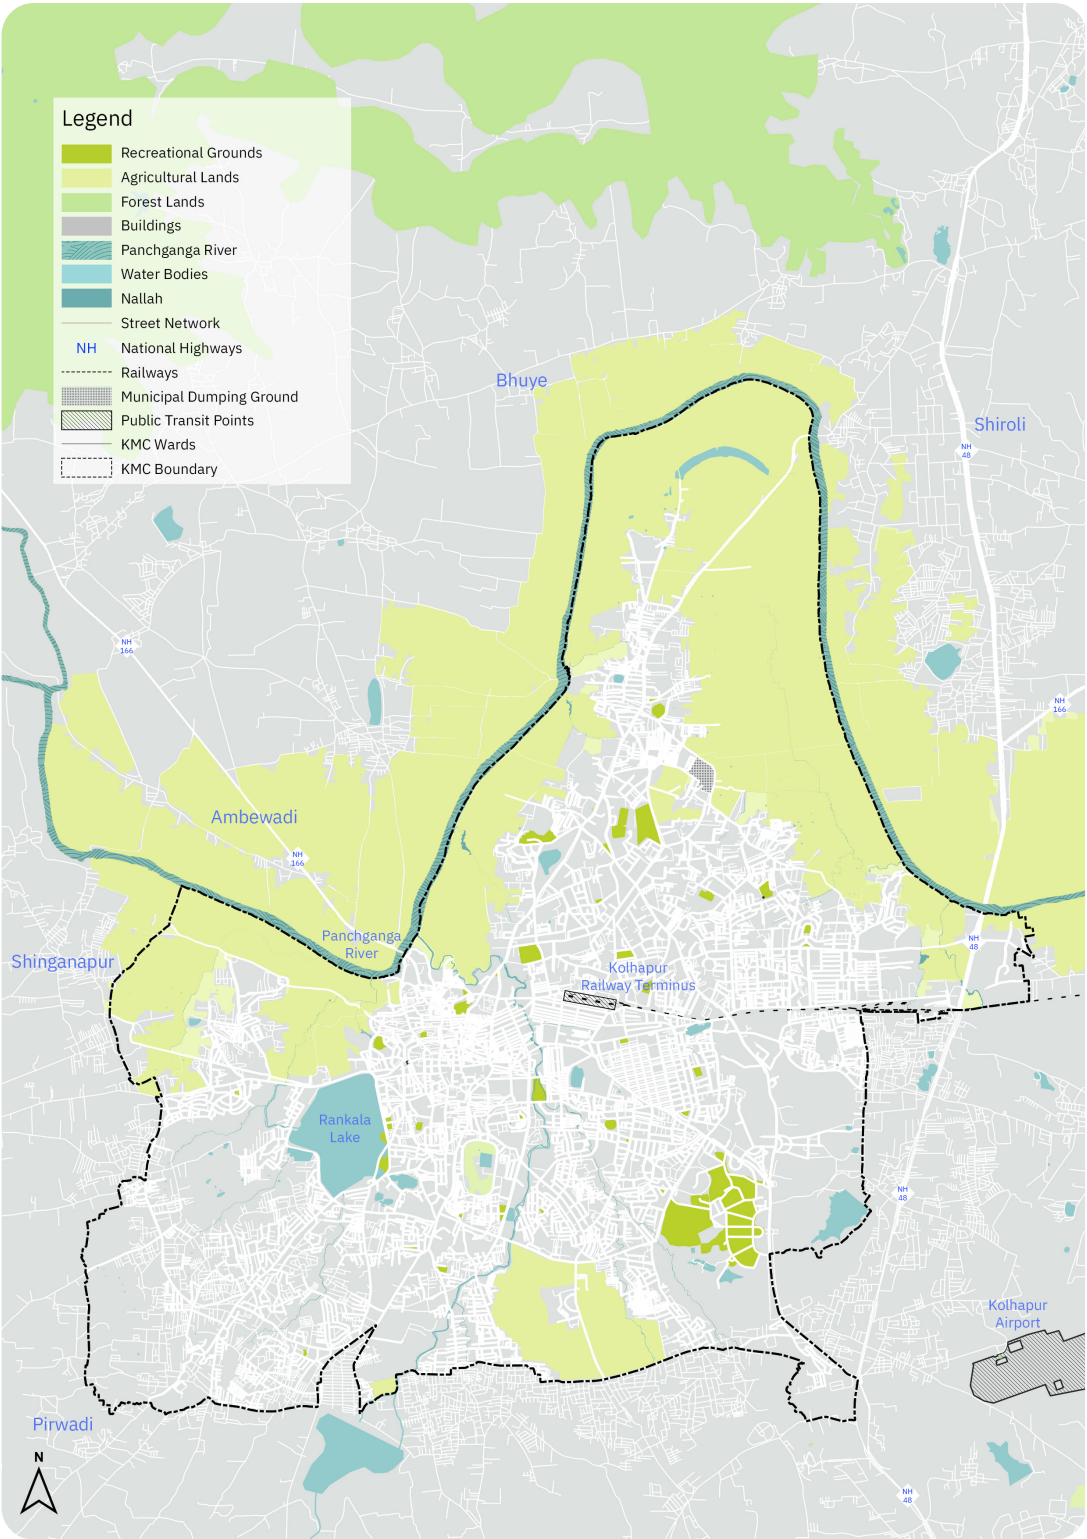 Legend
Recreational Grounds
Agricultural Lands
Forest Lands
Buildings
Panchganga River
Water Bodies
Nallah
Street Network
NH National Highways
Railways
Municipal Dumping Ground
Public Transit Points
KMC Wards
KMC Boundary
Bhuye
Shiroli
NH
48
NH
166
NH
166
Ambewadi
NH
166
Panchganga
River
NH
48
Shinganapur
Kolhapur
Railway Terminus
Rankala
Lake
NH
48
Kolhapur
Airport
Pirwadi
N
NH
48